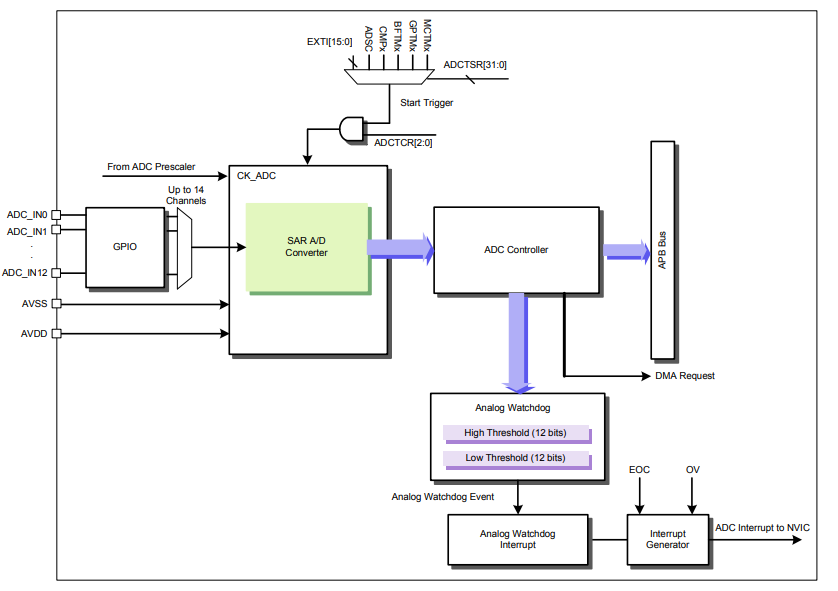 MCTMx
GPTMx
BFTMx
CMPx
ADSC
EXTI[15:0]
ADCTSR[31:0]
Start Trigger
ADCTCR[2:0]
From ADC Prescaler
CK_ADC
Up to 14
Channels
ADC_IN0
ADC_IN1
.
.
ADC_IN12
AVSS
AVDD
GPIO
SAR A/D
Converter
ADC Controller
APB Bus
DMA Request
Analog Watchdog
High Threshold (12 bits)
Low Threshold (12 bits)
Analog Watchdog Event
EOC
OV
Analog Watchdog
Interrupt
Interrupt
Generator
ADC Interrupt to NVIC